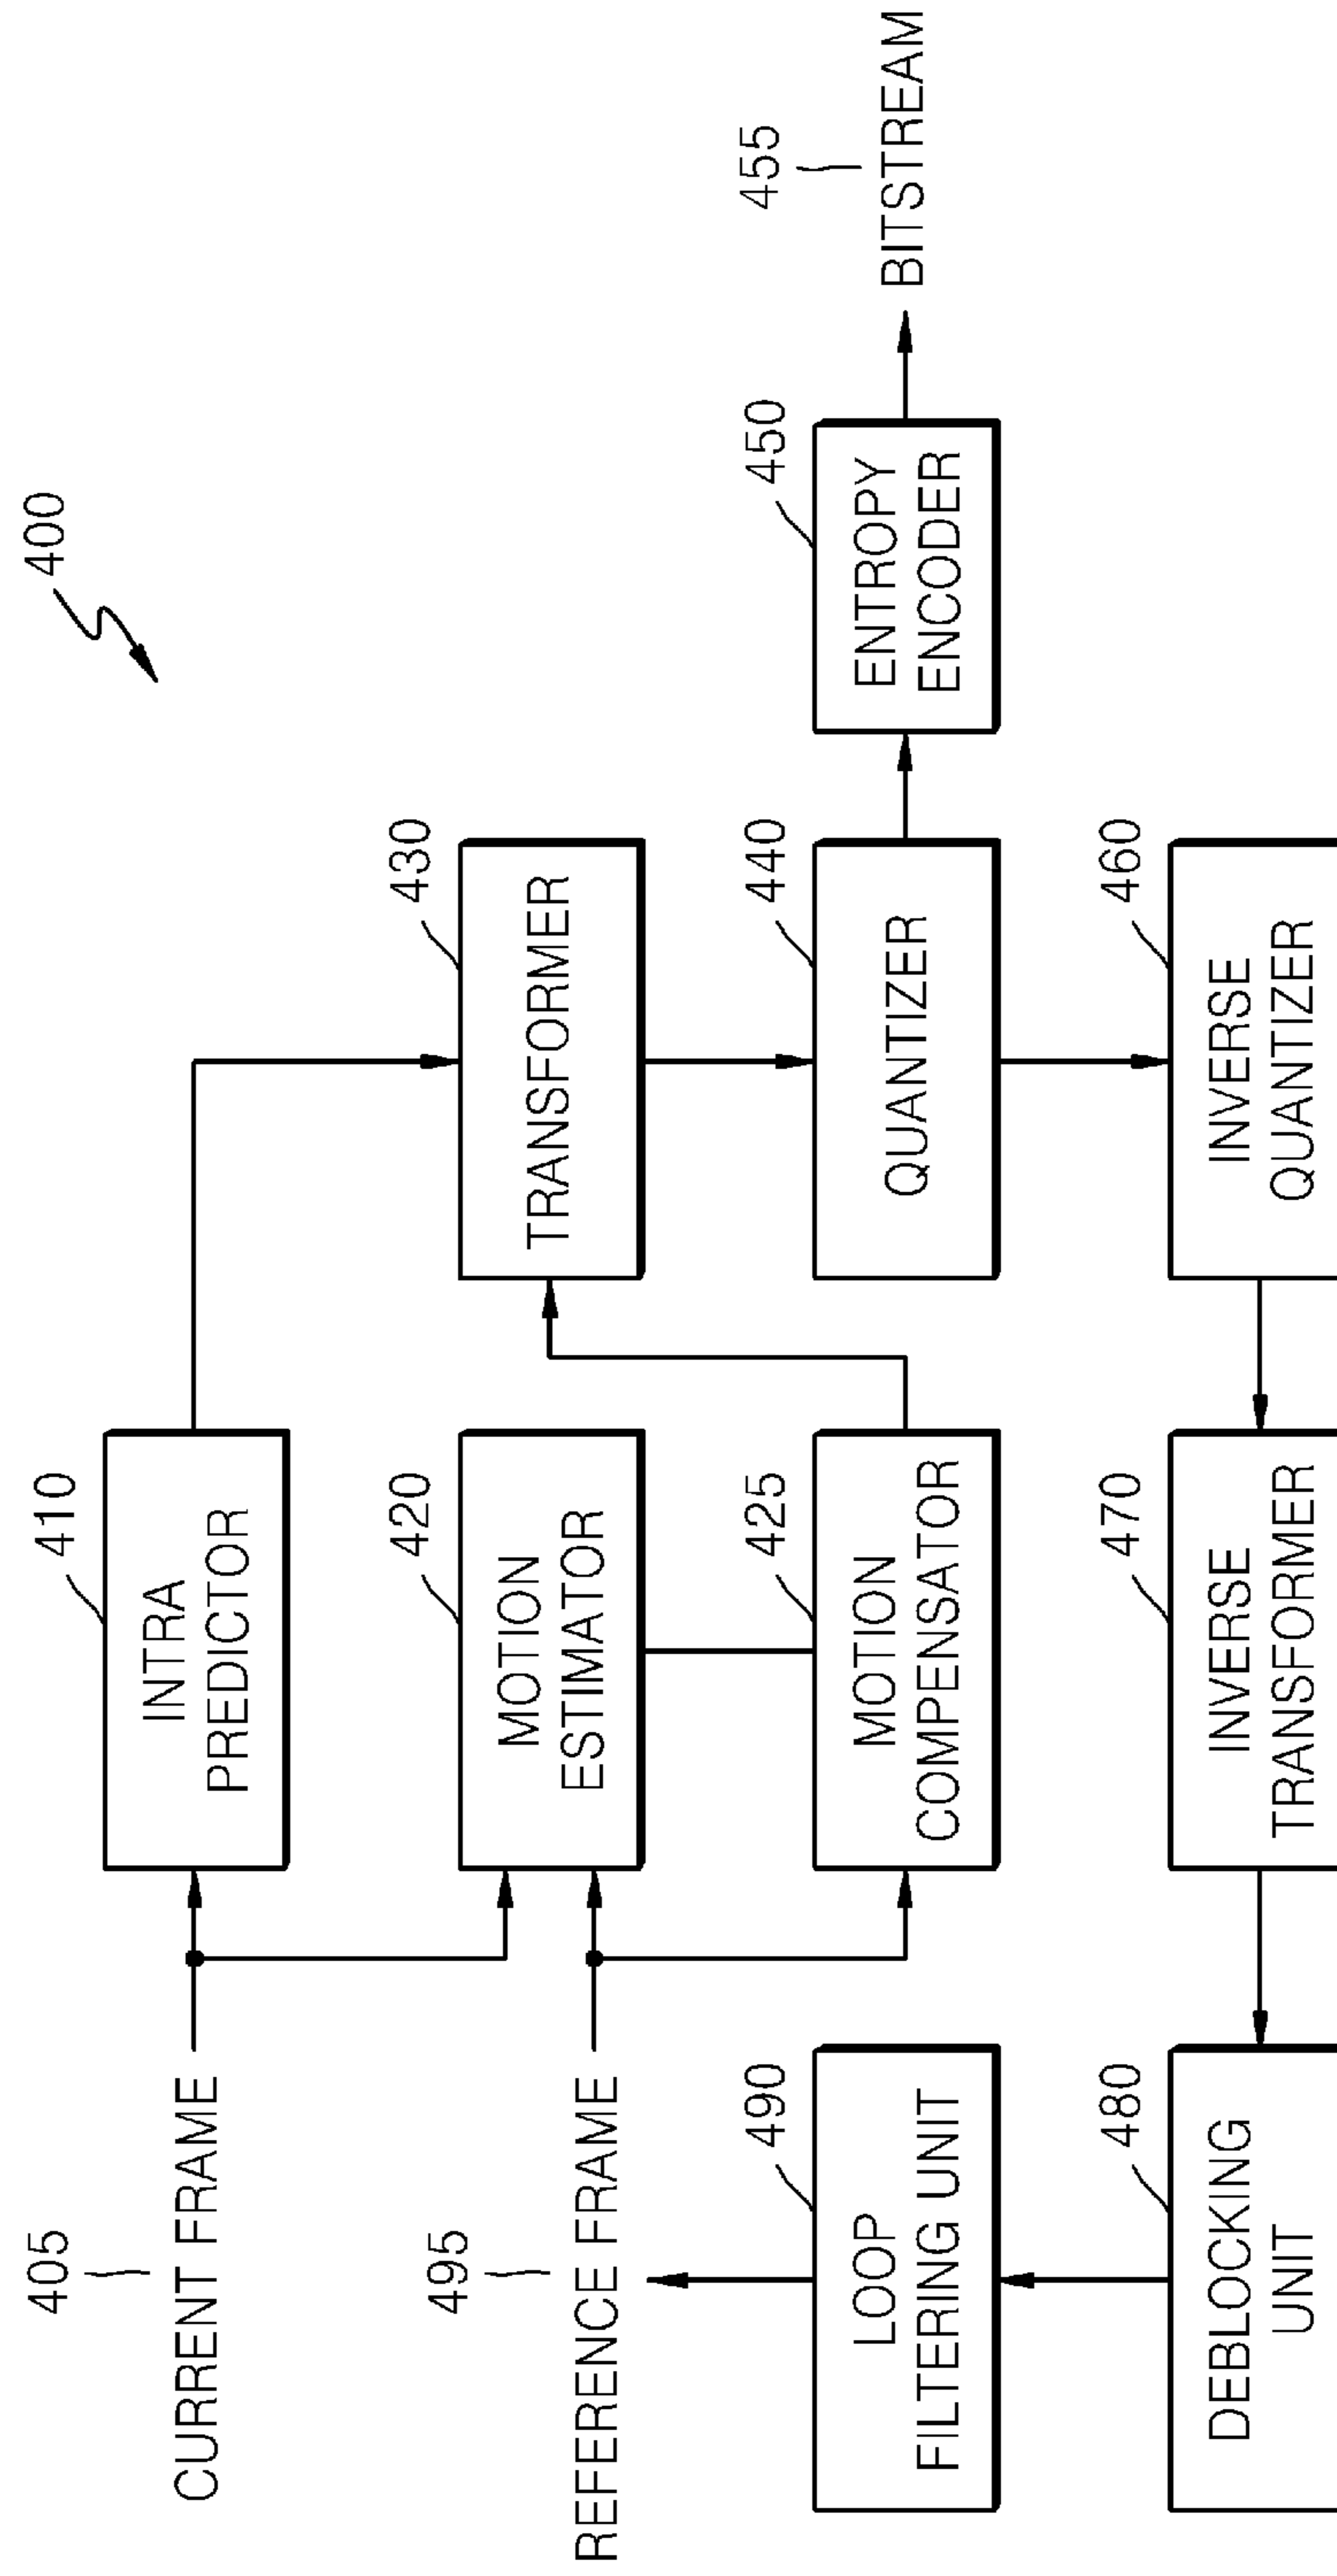 400
405
CURRENT FRAME
410
INTRA
PREDICTOR
495
REFERENCE FRAME
420
MOTION
ESTIMATOR
430
TRANSFORMER
490
LOOP
FILTERING UNIT
425
MOTION
COMPENSATOR
440
QUANTIZER
450
ENTROPY
ENCODER
455
BITSTREAM
480
DEBLOCKING
UNIT
470
INVERSE
TRANSFORMER
460
INVERSE
QUANTIZER